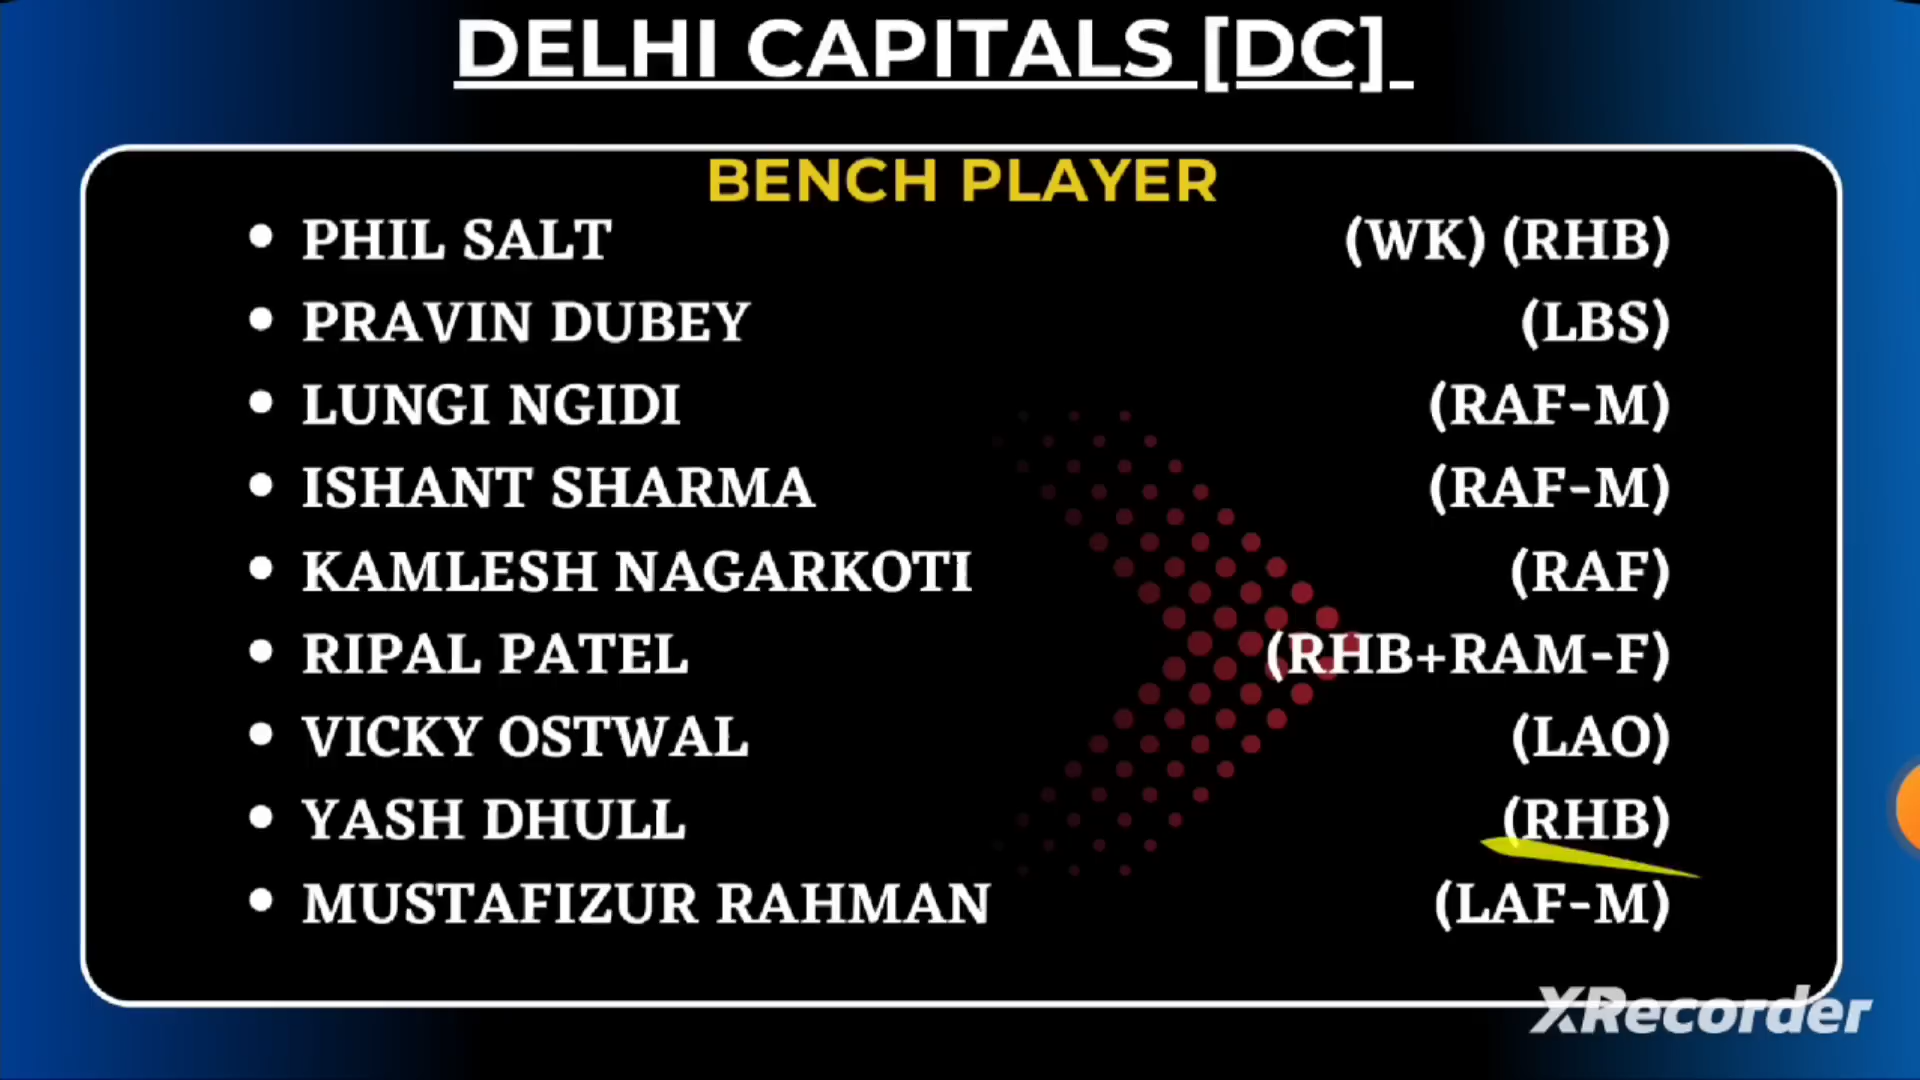 DELHI CAPITALS [DC]
BENCH PLAYER
• PHIL SALT (WK) (RHB)
• PRAVIN DUBEY (LBS)
• LUNGI NGIDI (RAF-M)
• ISHANT SHARMA (RAF-M)
• KAMLESH NAGARKOTI (RAF)
• RIPAL PATEL (RHB+RAM-F)
• VICKY OSTWAL (LAO)
• YASH DHULL (RHB)
• MUSTAFIZUR RAHMAN (LAF-M)
XRecorder